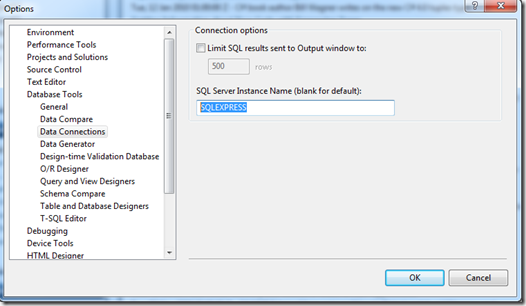 Options
Environment
Performance Tools
Projects and Solutions
Source Control
Text Editor
Database Tools
General
Data Compare
Data Connections
Data Generator
Design-time Validation Database
O/R Designer
Query and View Designers
Schema Compare
Table and Database Designers
T-SQL Editor
Debugging
Device Tools
HTML Designer
Connection options
Limit SQL results sent to Output window to:
500 rows
SQL Server Instance Name (blank for default):
SQLEXPRESS
OK
Cancel